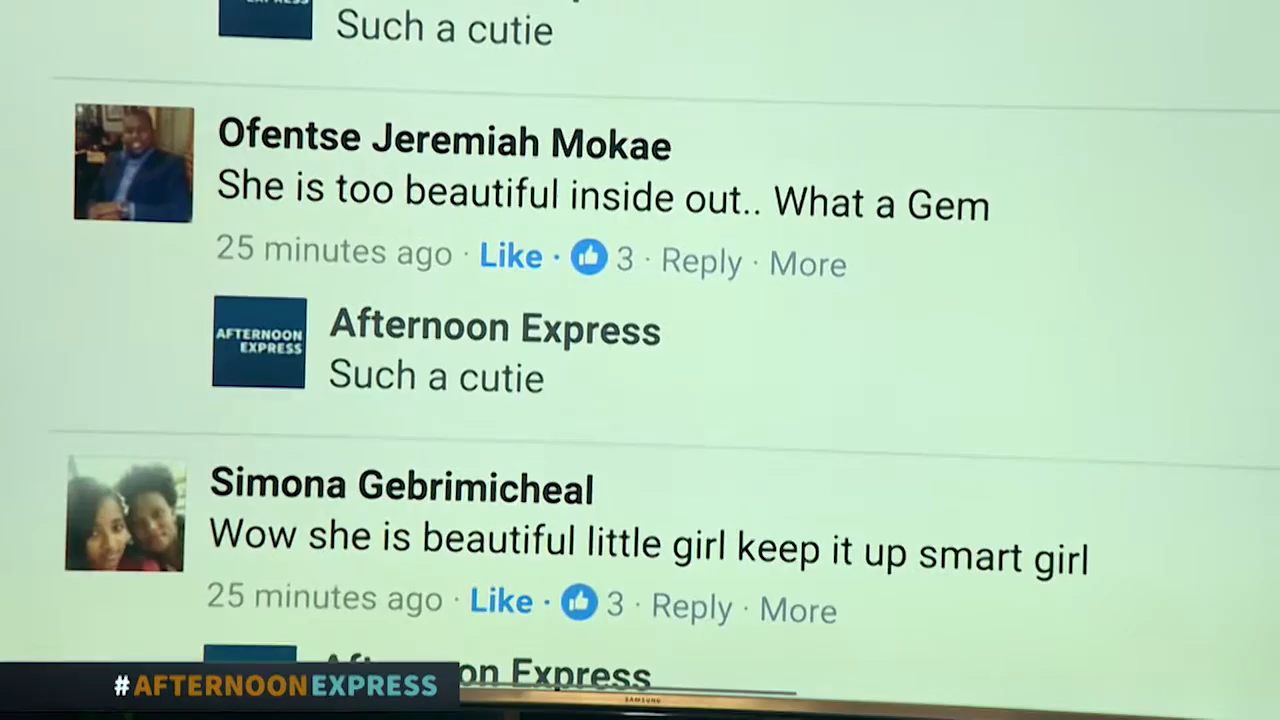 Such a cutie
Ofentse Jeremiah Mokae
She is too beautiful inside out.. What a Gem
25 minutes ago · Like · 3 · Reply · More
AFTERNOON
EXPRESS
Afternoon Express
Such a cutie
Simona Gebrimicheal
Wow she is beautiful little girl keep it up smart girl
25 minutes ago · Like · 3 · Reply · More
Express
#AFTERNOONEXPRESS
SAMSUNG